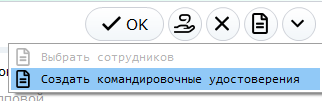 OK
Выбрать сотрудников
Создать командировочные удостоверения